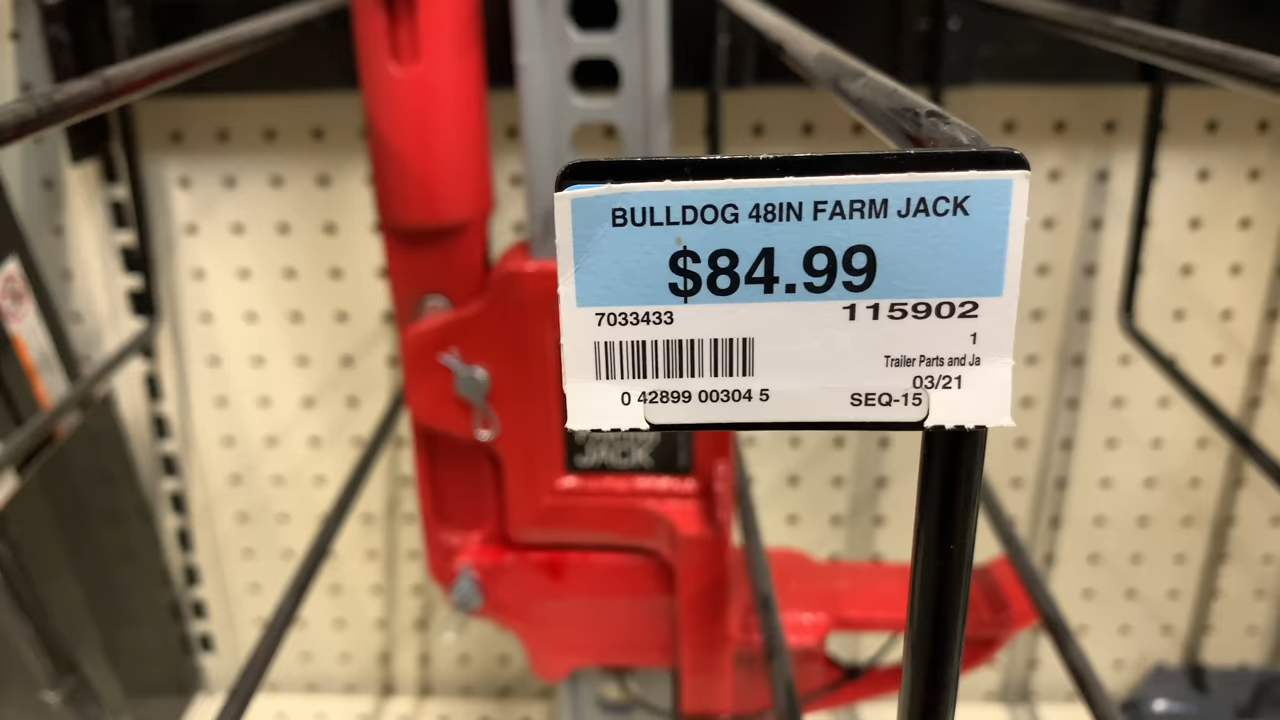 BULLDOG 48IN FARM JACK
$84.99
7033433
115902
1
Trailer Parts and Ja
03/21
0 42899 00304 5
SEQ-15
JACK